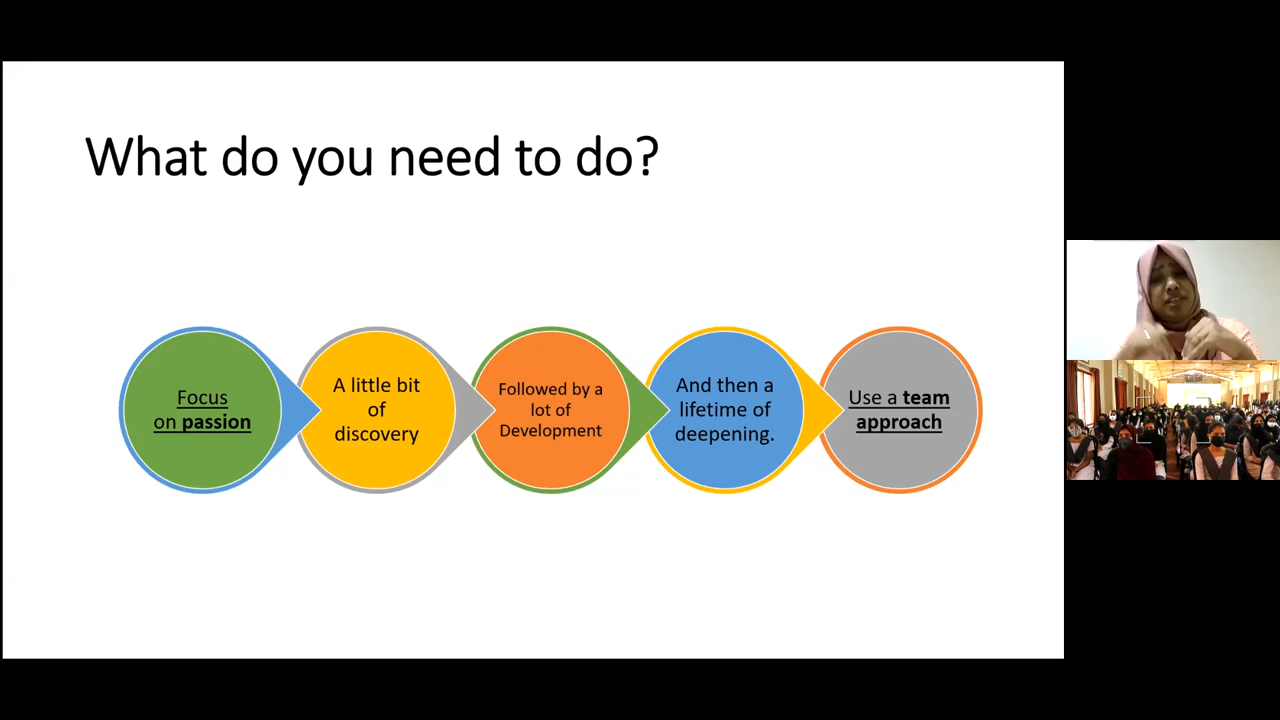 What do you need to do?
Focus
on passion
A little bit
of
discovery
Followed by a
lot of
Development
And then a
lifetime of
deepening.
Use a team
approach